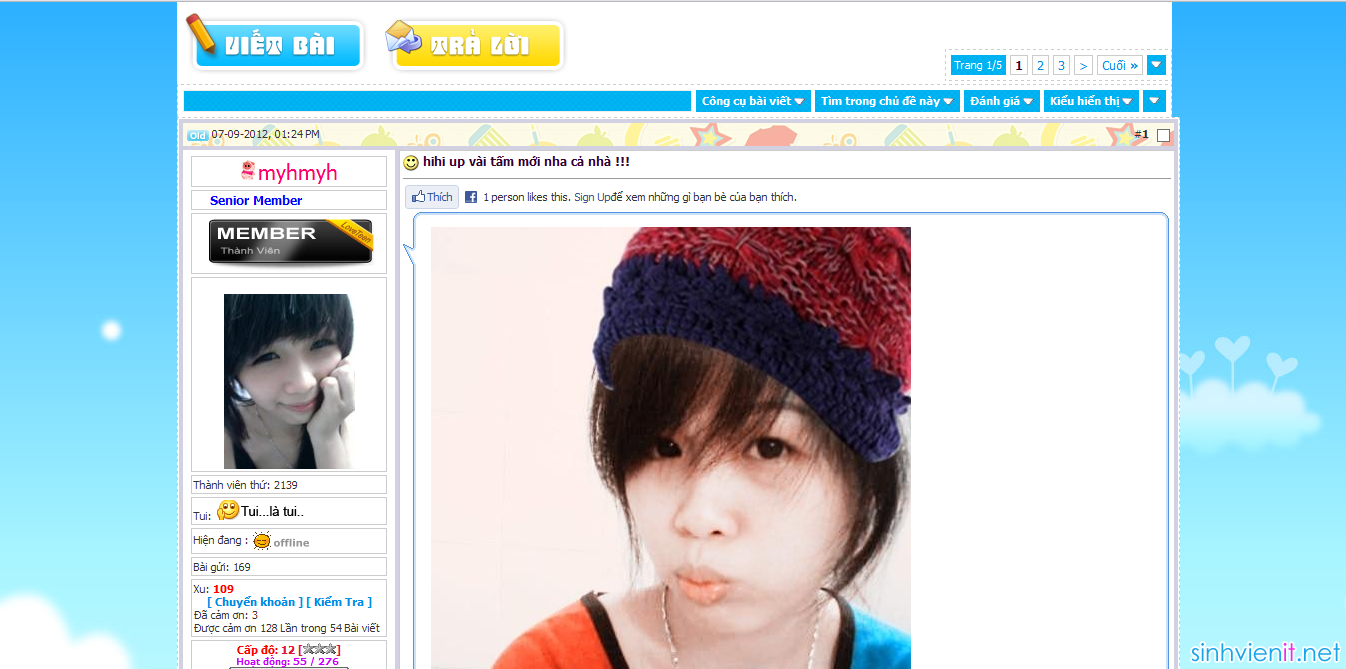 VIẾT BÀI
TRẢ LỜI
Trang 1/5 1 2 3 > Cuối »
Công cụ bài viết Tìm trong chủ đề này Đánh giá Kiểu hiển thị
Old 07-09-2012, 01:24 PM #1
myhmyh
Senior Member
MEMBER
Thành Viên
LoveTeen
Thành viên thứ: 2139
Tui: Tui...là tui..
Hiện đang : offline
Bài gửi: 169
Xu: 109
[ Chuyển khoản ] [ Kiểm Tra ]
Đã cảm ơn: 3
Được cảm ơn 128 Lần trong 54 Bài viết
Cấp độ: 12 [
]
Hoạt động: 55 / 276
hihi up vài tấm mới nha cả nhà !!!
Thích 1 person likes this. Sign Upđể xem những gì bạn bè của bạn thích.
sinhvienit.net